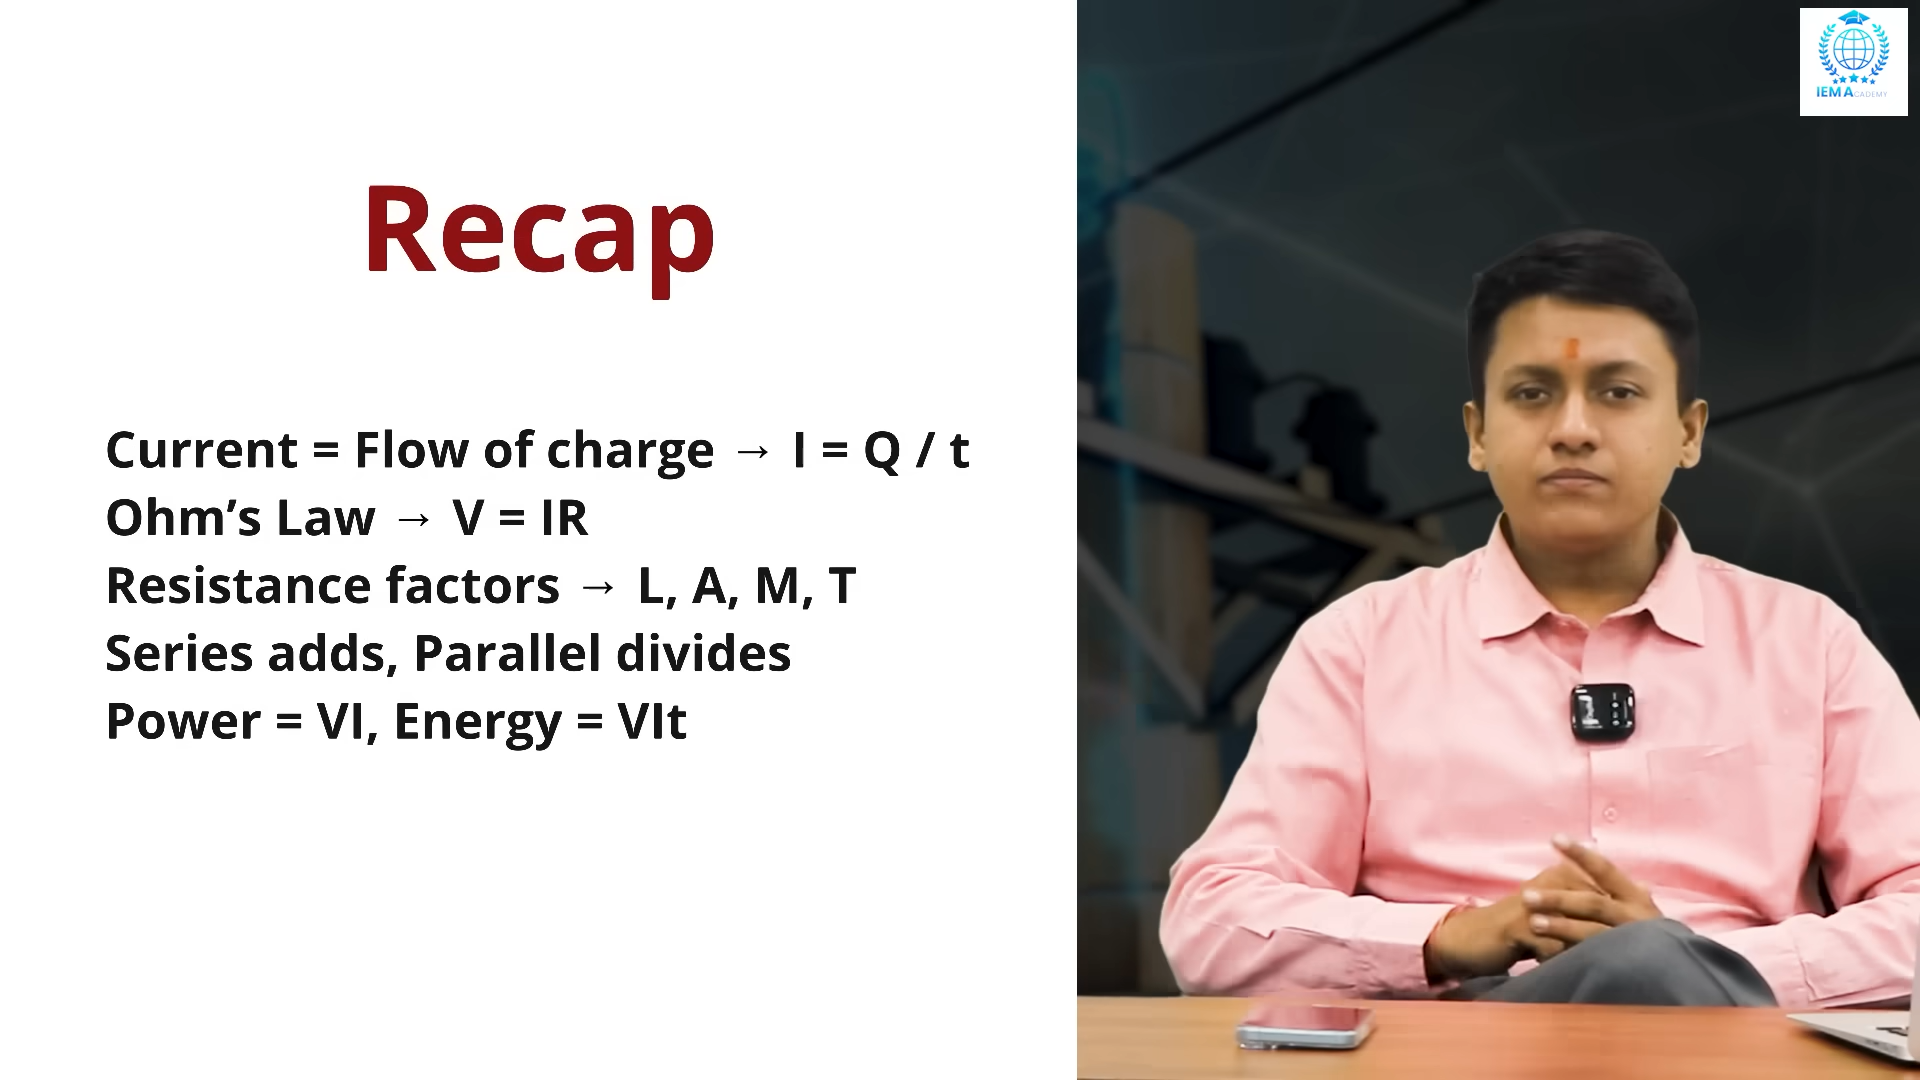 Recap
Current = Flow of charge → I = Q / t
Ohm’s Law → V = IR
Resistance factors → L, A, M, T
Series adds, Parallel divides
Power = VI, Energy = VIt
IEM ACADEMY